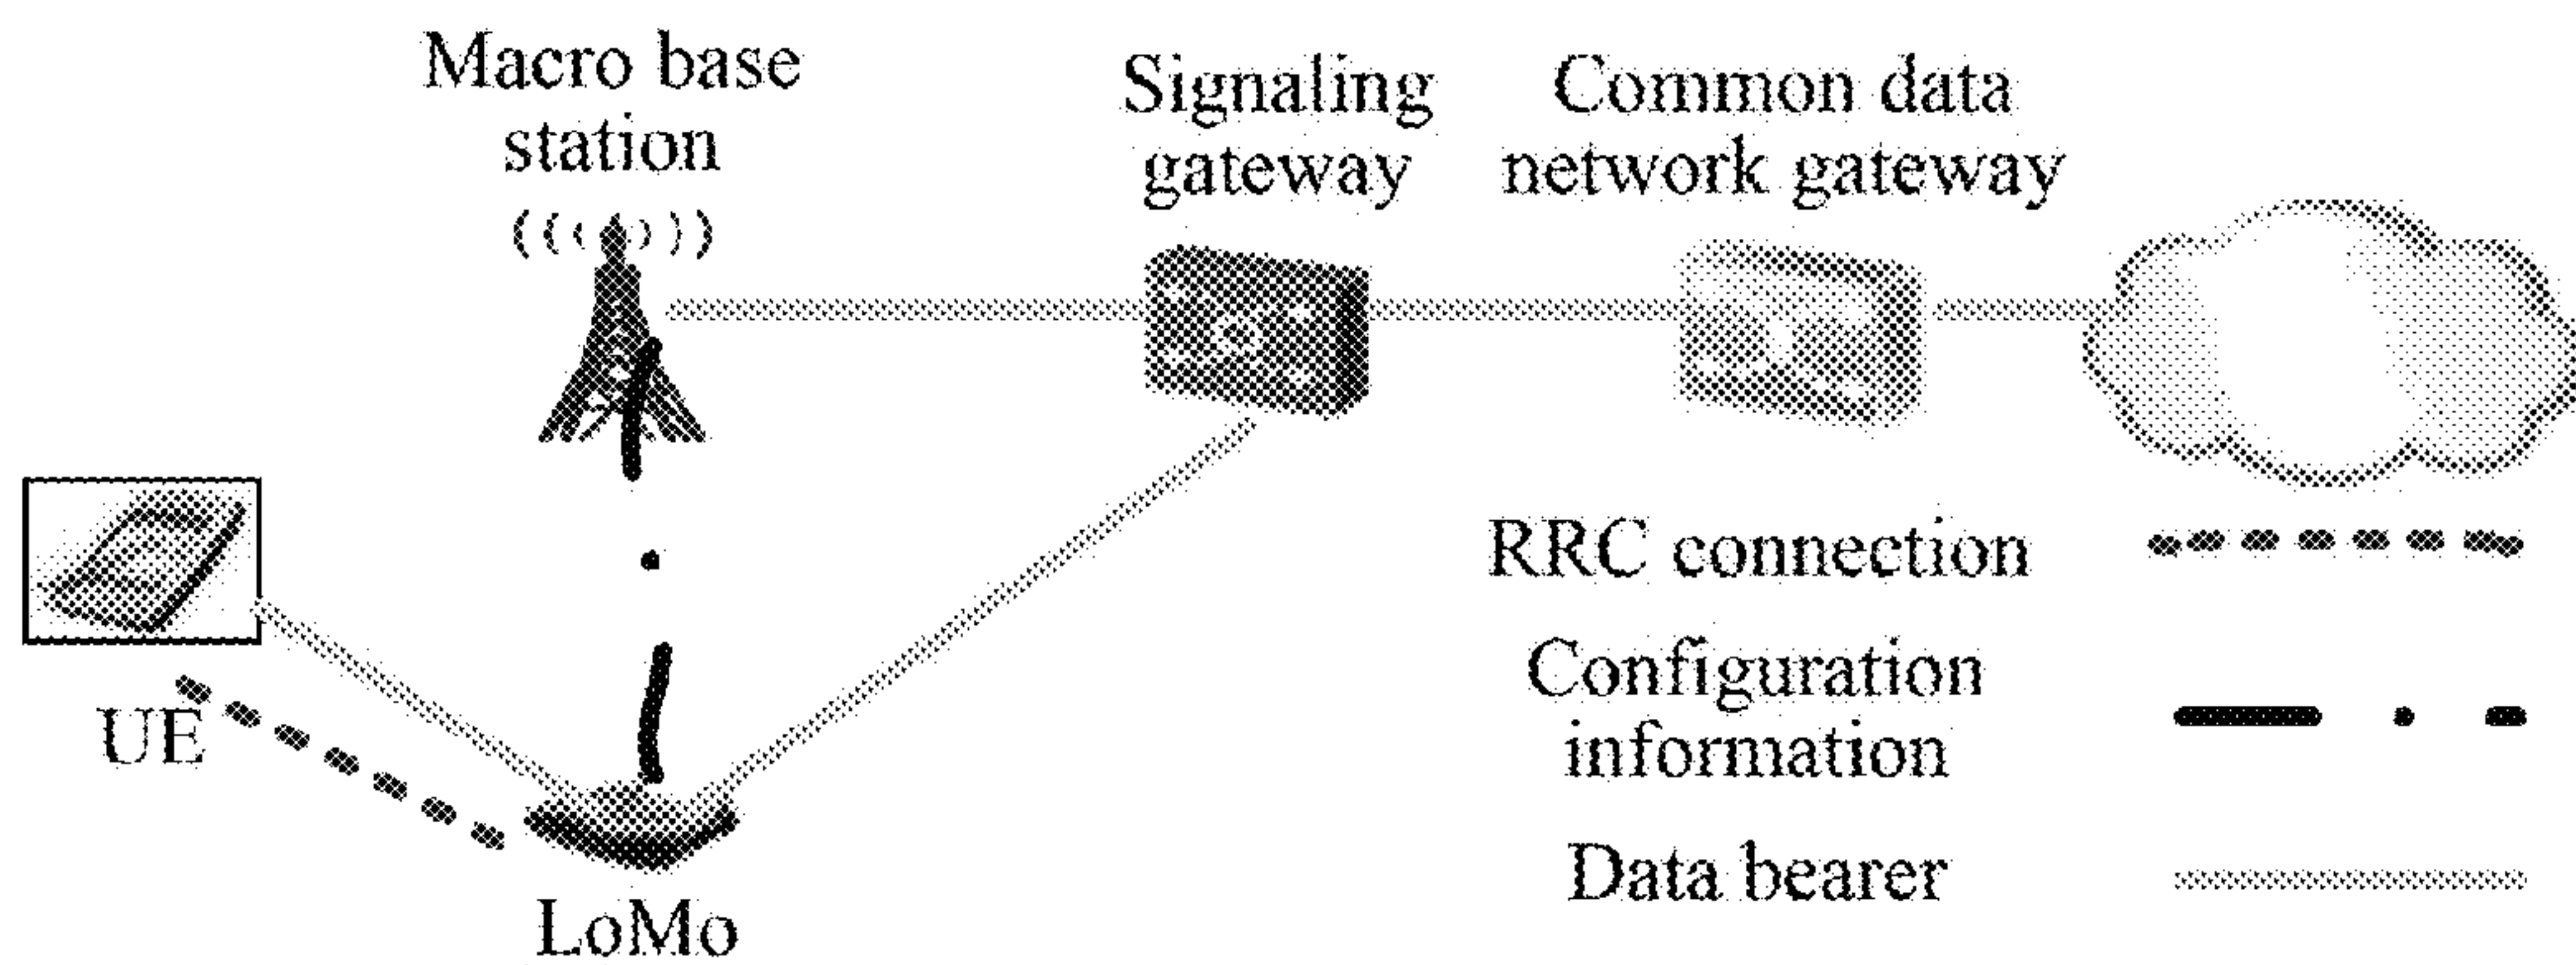 Macro base
station
Signaling
gateway
Common data
network gateway
UE
LoMo
RRC connection
Configuration
information
Data bearer